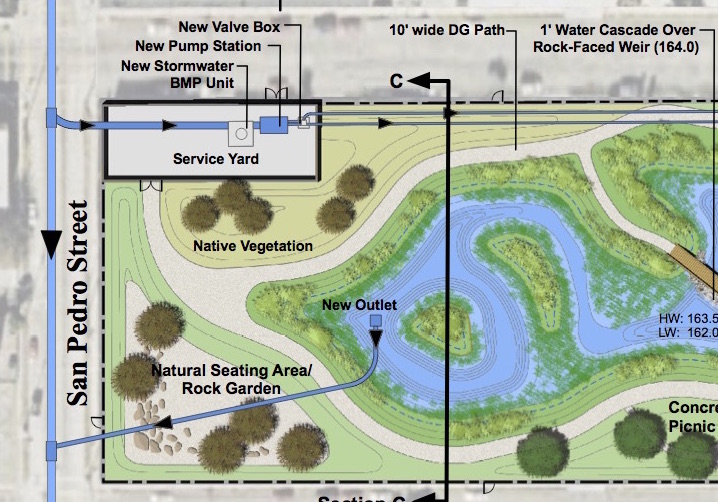 New Valve Box
New Pump Station
New Stormwater
BMP Unit
10' wide DG Path
1' Water Cascade Over
Rock-Faced Weir (164.0)
C
Service Yard
San Pedro Street
Native Vegetation
New Outlet
HW: 163.5
LW: 162.0
Natural Seating Area/
Rock Garden
Concre
Picnic
Section C